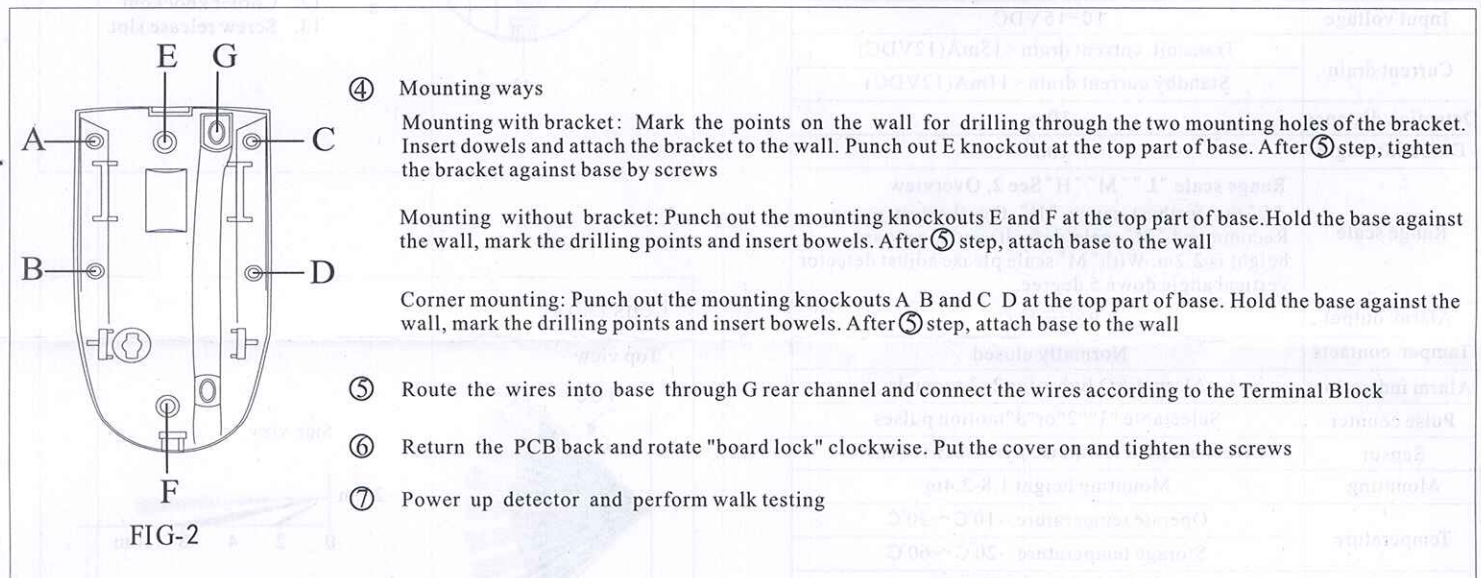 E G
A C
B D
F
FIG-2
④ Mounting ways
Mounting with bracket: Mark the points on the wall for drilling through the two mounting holes of the bracket.
Insert dowels and attach the bracket to the wall. Punch out E knockout at the top part of base. After ⑤ step, tighten
the bracket against base by screws
Mounting without bracket: Punch out the mounting knockouts E and F at the top part of base.Hold the base against
the wall, mark the drilling points and insert bowels. After ⑤ step, attach base to the wall
Corner mounting: Punch out the mounting knockouts A B and C D at the top part of base. Hold the base against the
wall, mark the drilling points and insert bowels. After ⑤ step, attach base to the wall
⑤ Route the wires into base through G rear channel and connect the wires according to the Terminal Block
⑥ Return the PCB back and rotate "board lock" clockwise. Put the cover on and tighten the screws
⑦ Power up detector and perform walk testing